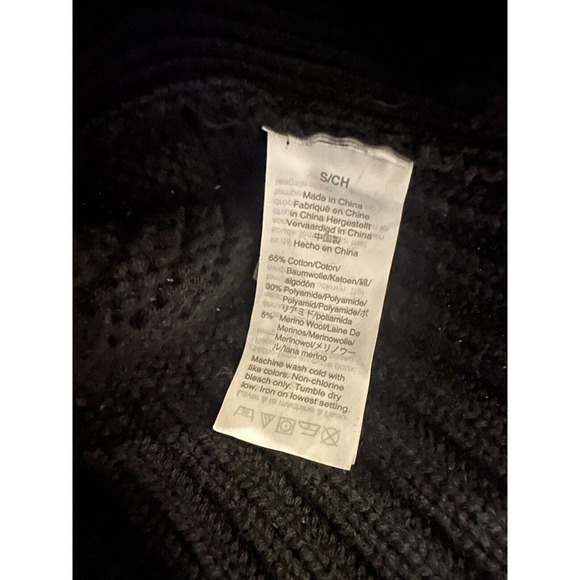 S/CH
Made in China
Fabriqué en Chine
In China Hergestellt
Vervaardigd in China
中国製
Hecho en China
65% Cotton/Coton/
Baumwolle/Katoen/綿/
algodón
30% Polyamide/Polyamide/
Polyamid/Polyamide/ポ
リアミド/poliamida
5% Merino Wool/Laine De
Merinos/Merinowolle/
Merinowol/メリノウー
ル/lana merino
Machine wash cold with
like colors. Non-chlorine
bleach only. Tumble dry
low. Iron on lowest setting.